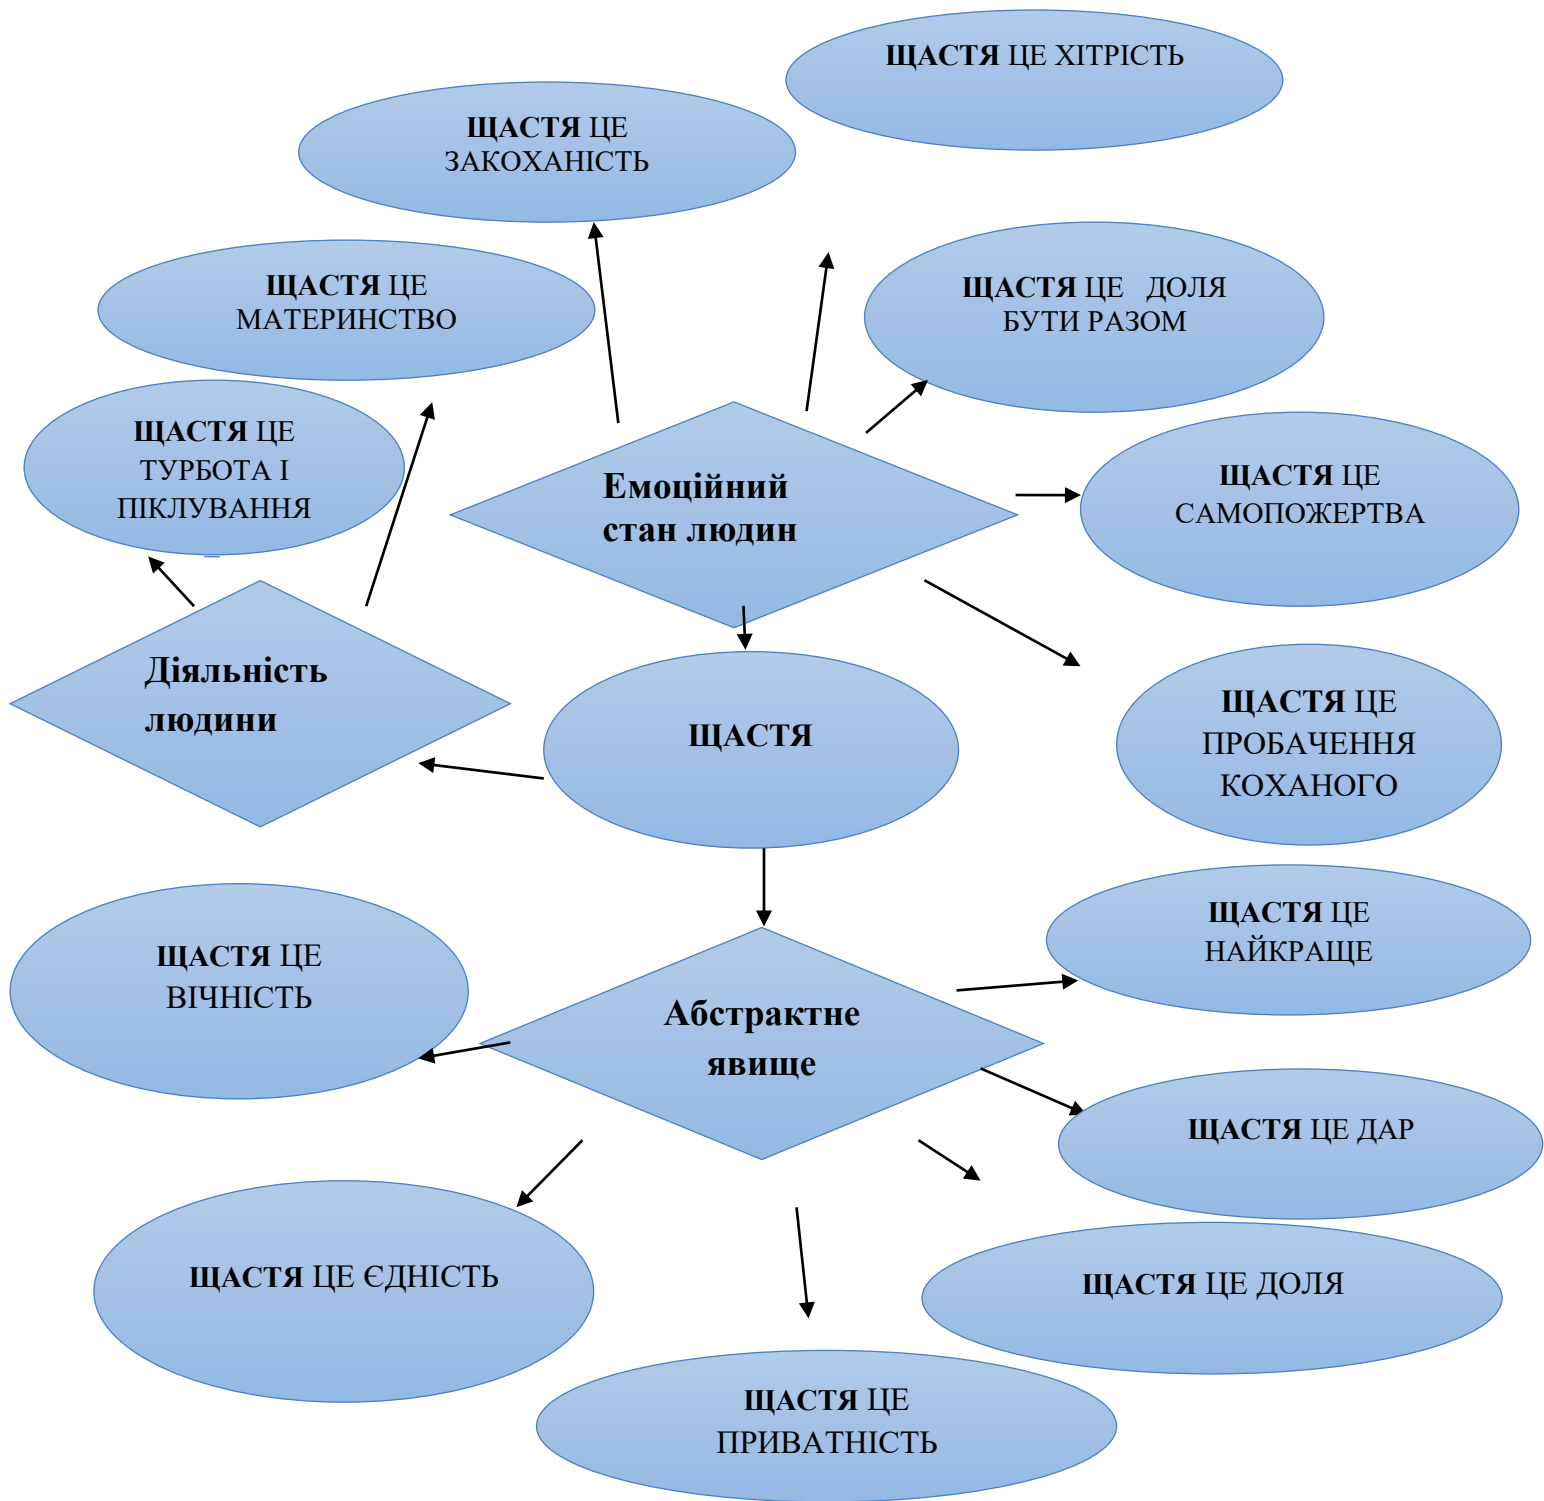 ЩАСТЯ ЦЕ ХІТРІСТЬ
ЩАСТЯ ЦЕ
ЗАКОХАНІСТЬ
ЩАСТЯ ЦЕ
МАТЕРИНСТВО
ЩАСТЯ ЦЕ ДОЛЯ
БУТИ РАЗОМ
ЩАСТЯ ЦЕ
ТУРБОТА І
ПІКЛУВАННЯ
Емоційний
стан людин
ЩАСТЯ ЦЕ
САМОПОЖЕРТВА
Діяльність
людини
ЩАСТЯ
ЩАСТЯ ЦЕ
ПРОБАЧЕННЯ
КОХАНОГО
ЩАСТЯ ЦЕ
НАЙКРАЩЕ
ЩАСТЯ ЦЕ
ВІЧНІСТЬ
Абстрактне
явище
ЩАСТЯ ЦЕ ДАР
ЩАСТЯ ЦЕ ЄДНІСТЬ
ЩАСТЯ ЦЕ ДОЛЯ
ЩАСТЯ ЦЕ
ПРИВАТНІСТЬ